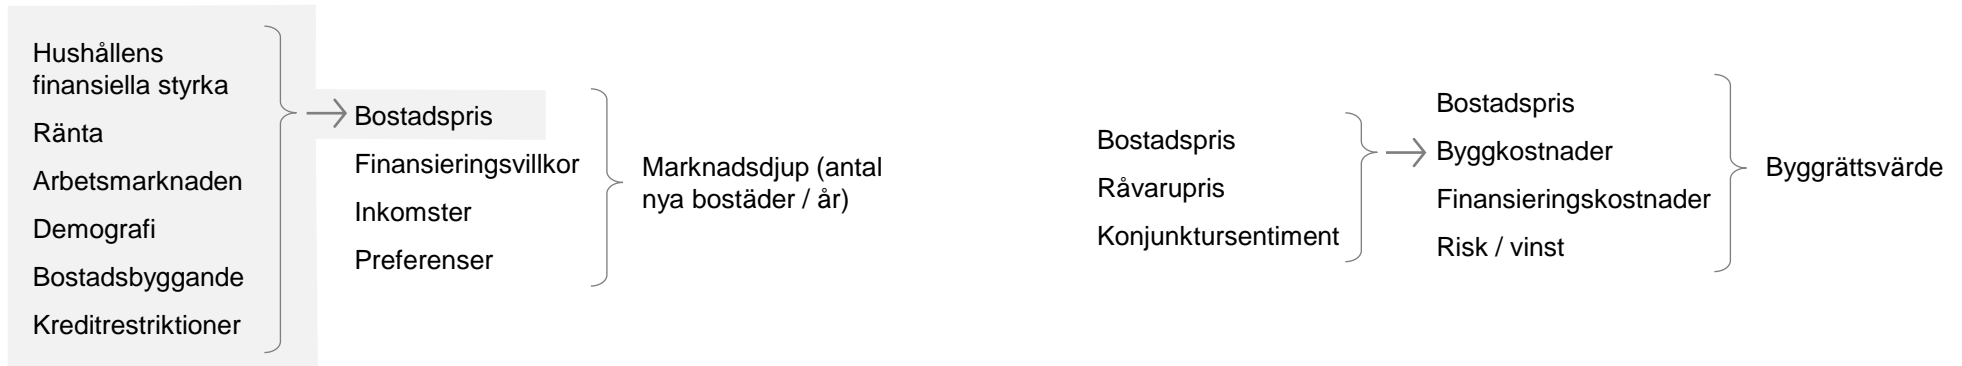 Hushållens
finansiella styrka
Ränta
Arbetsmarknaden
Demografi
Bostadsbyggande
Kreditrestriktioner
Bostadspris
Finansieringsvillkor
Inkomster
Preferenser
Marknadsdjup (antal
nya bostäder / år)
Bostadspris
Råvarupris
Konjunktursentiment
Bostadspris
Byggkostnader
Finansieringskostnader
Risk / vinst
Byggrättsvärde